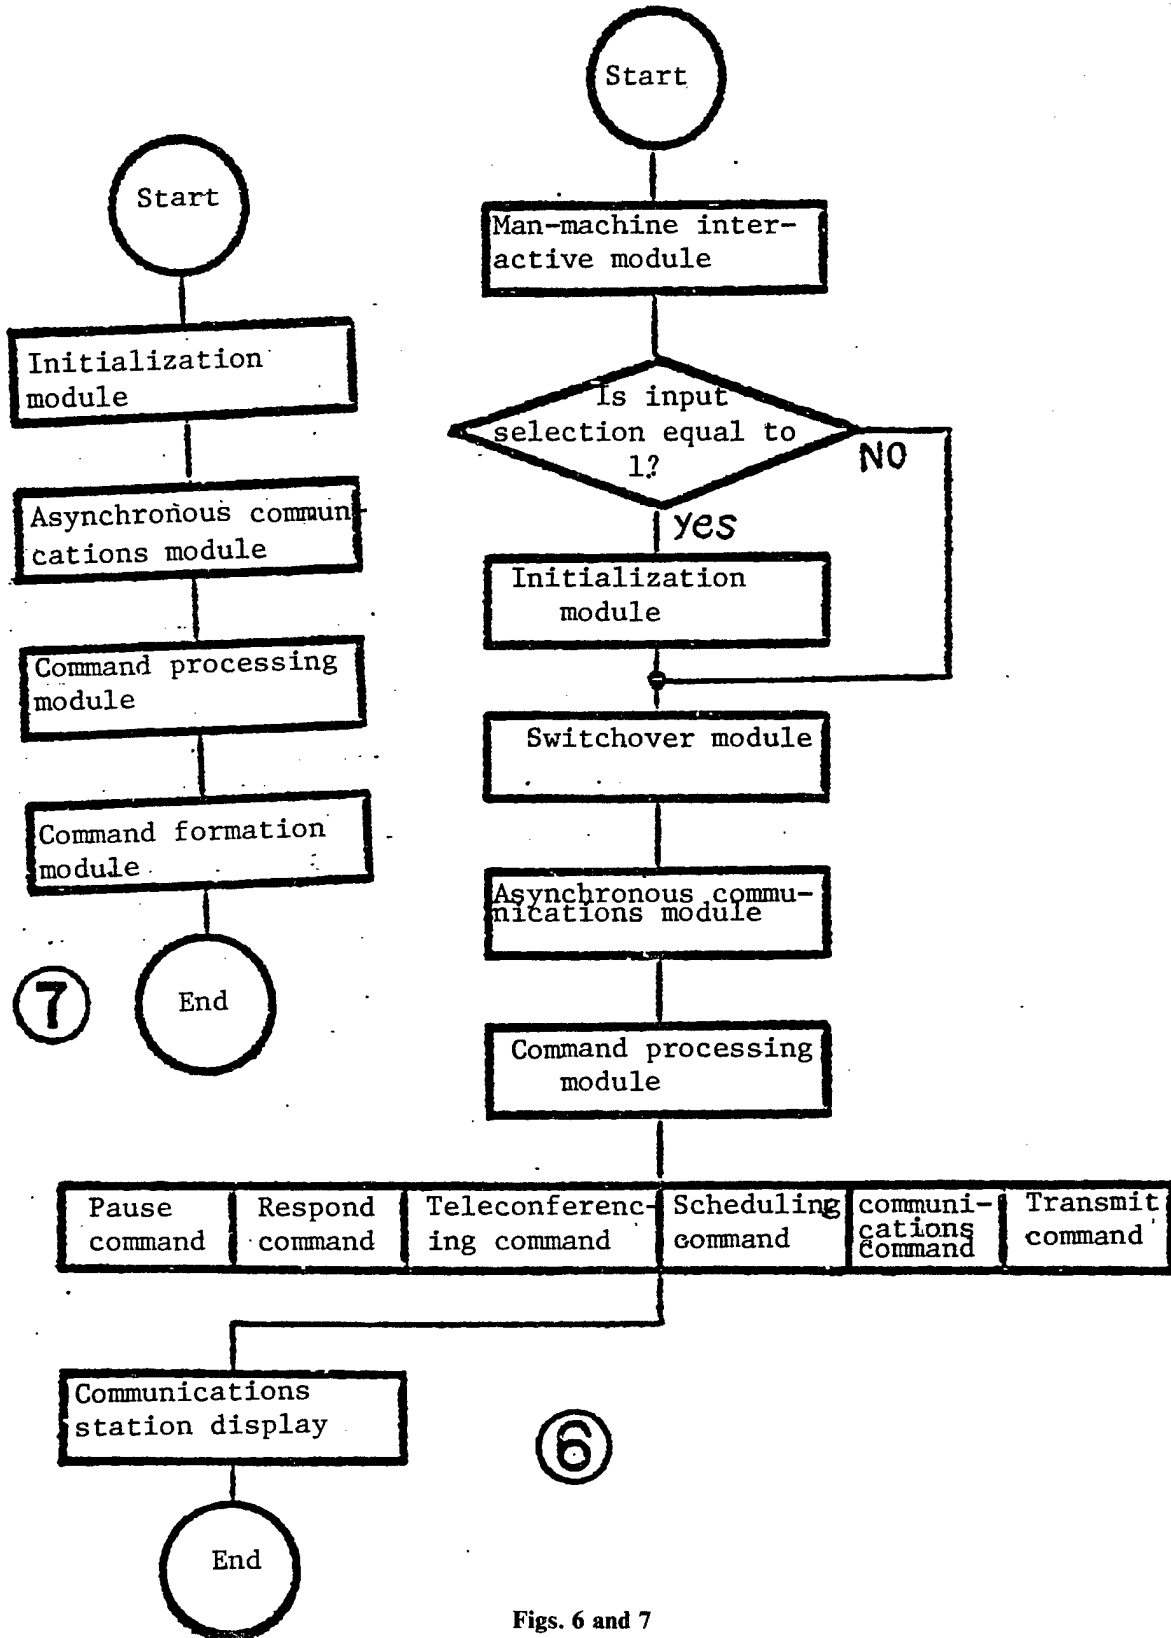 Start
Initialization
module
Asynchronous communi-
cations module
Command processing
module
Command formation
module
End
7
Start
Man-machine inter-
active module
Is input
selection equal to
1?
NO
yes
Initialization
module
Switchover module
Asynchronous commu-
nications module
Command processing
module
Pause
command
Respond
command
Teleconferenc-
ing command
Scheduling
command
communi-
cations
command
Transmit
command
Communications
station display
6
End
Figs. 6 and 7